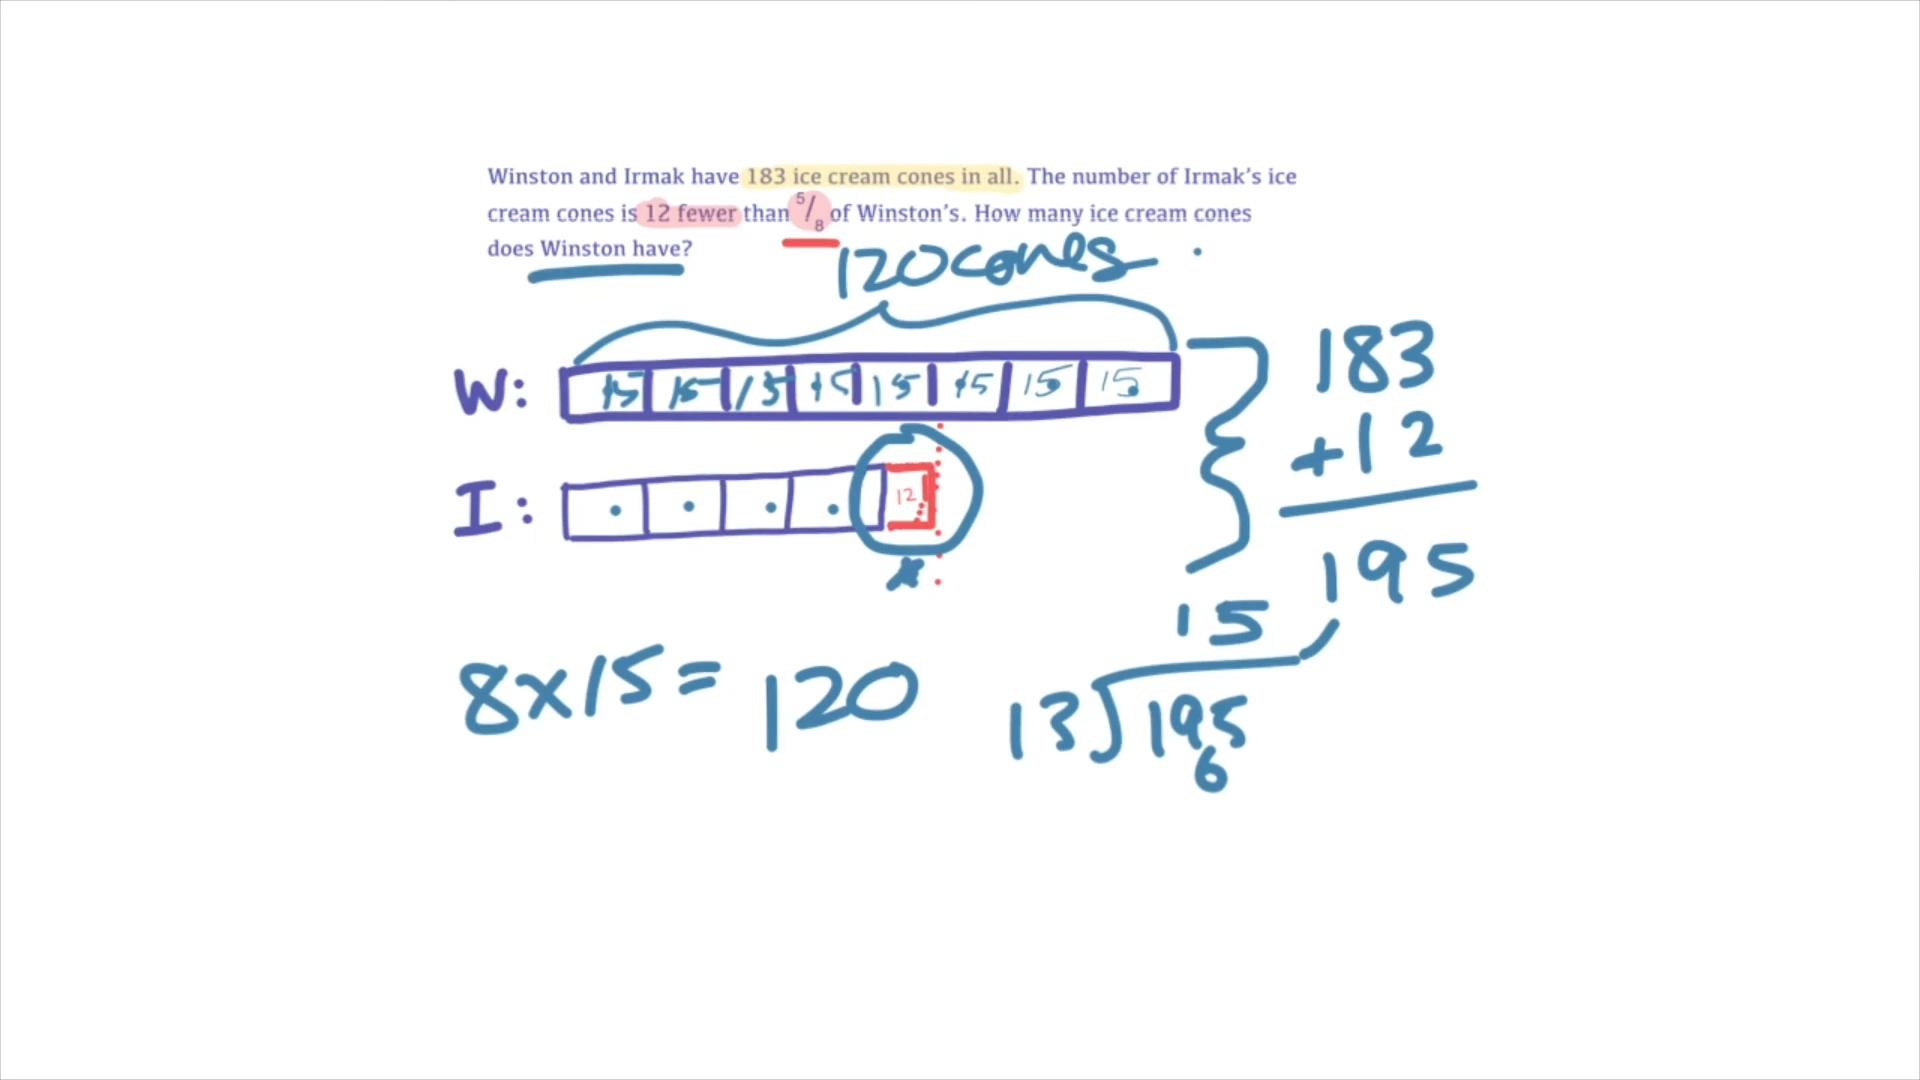 Winston and Irmak have 183 ice cream cones in all. The number of Irmak's ice
cream cones is 12 fewer than 5/8 of Winston's. How many ice cream cones
does Winston have?
120 cones
W: 15 15 15 15 15 15 15 15
I: 12
183
+12
195
8x15= 120
15
13 195
6